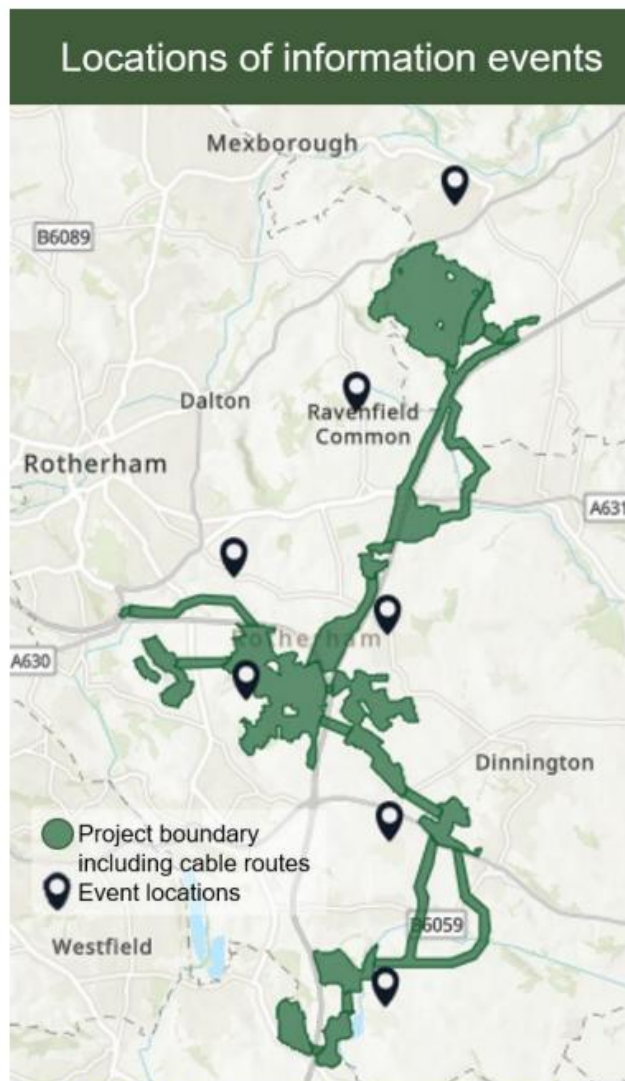 Locations of information events
Mexborough
B6089
Dalton
Ravenfield
Common
Rotherham
A631
Rotherham
A630
Dinnington
Project boundary
including cable routes
Event locations
B6059
Westfield